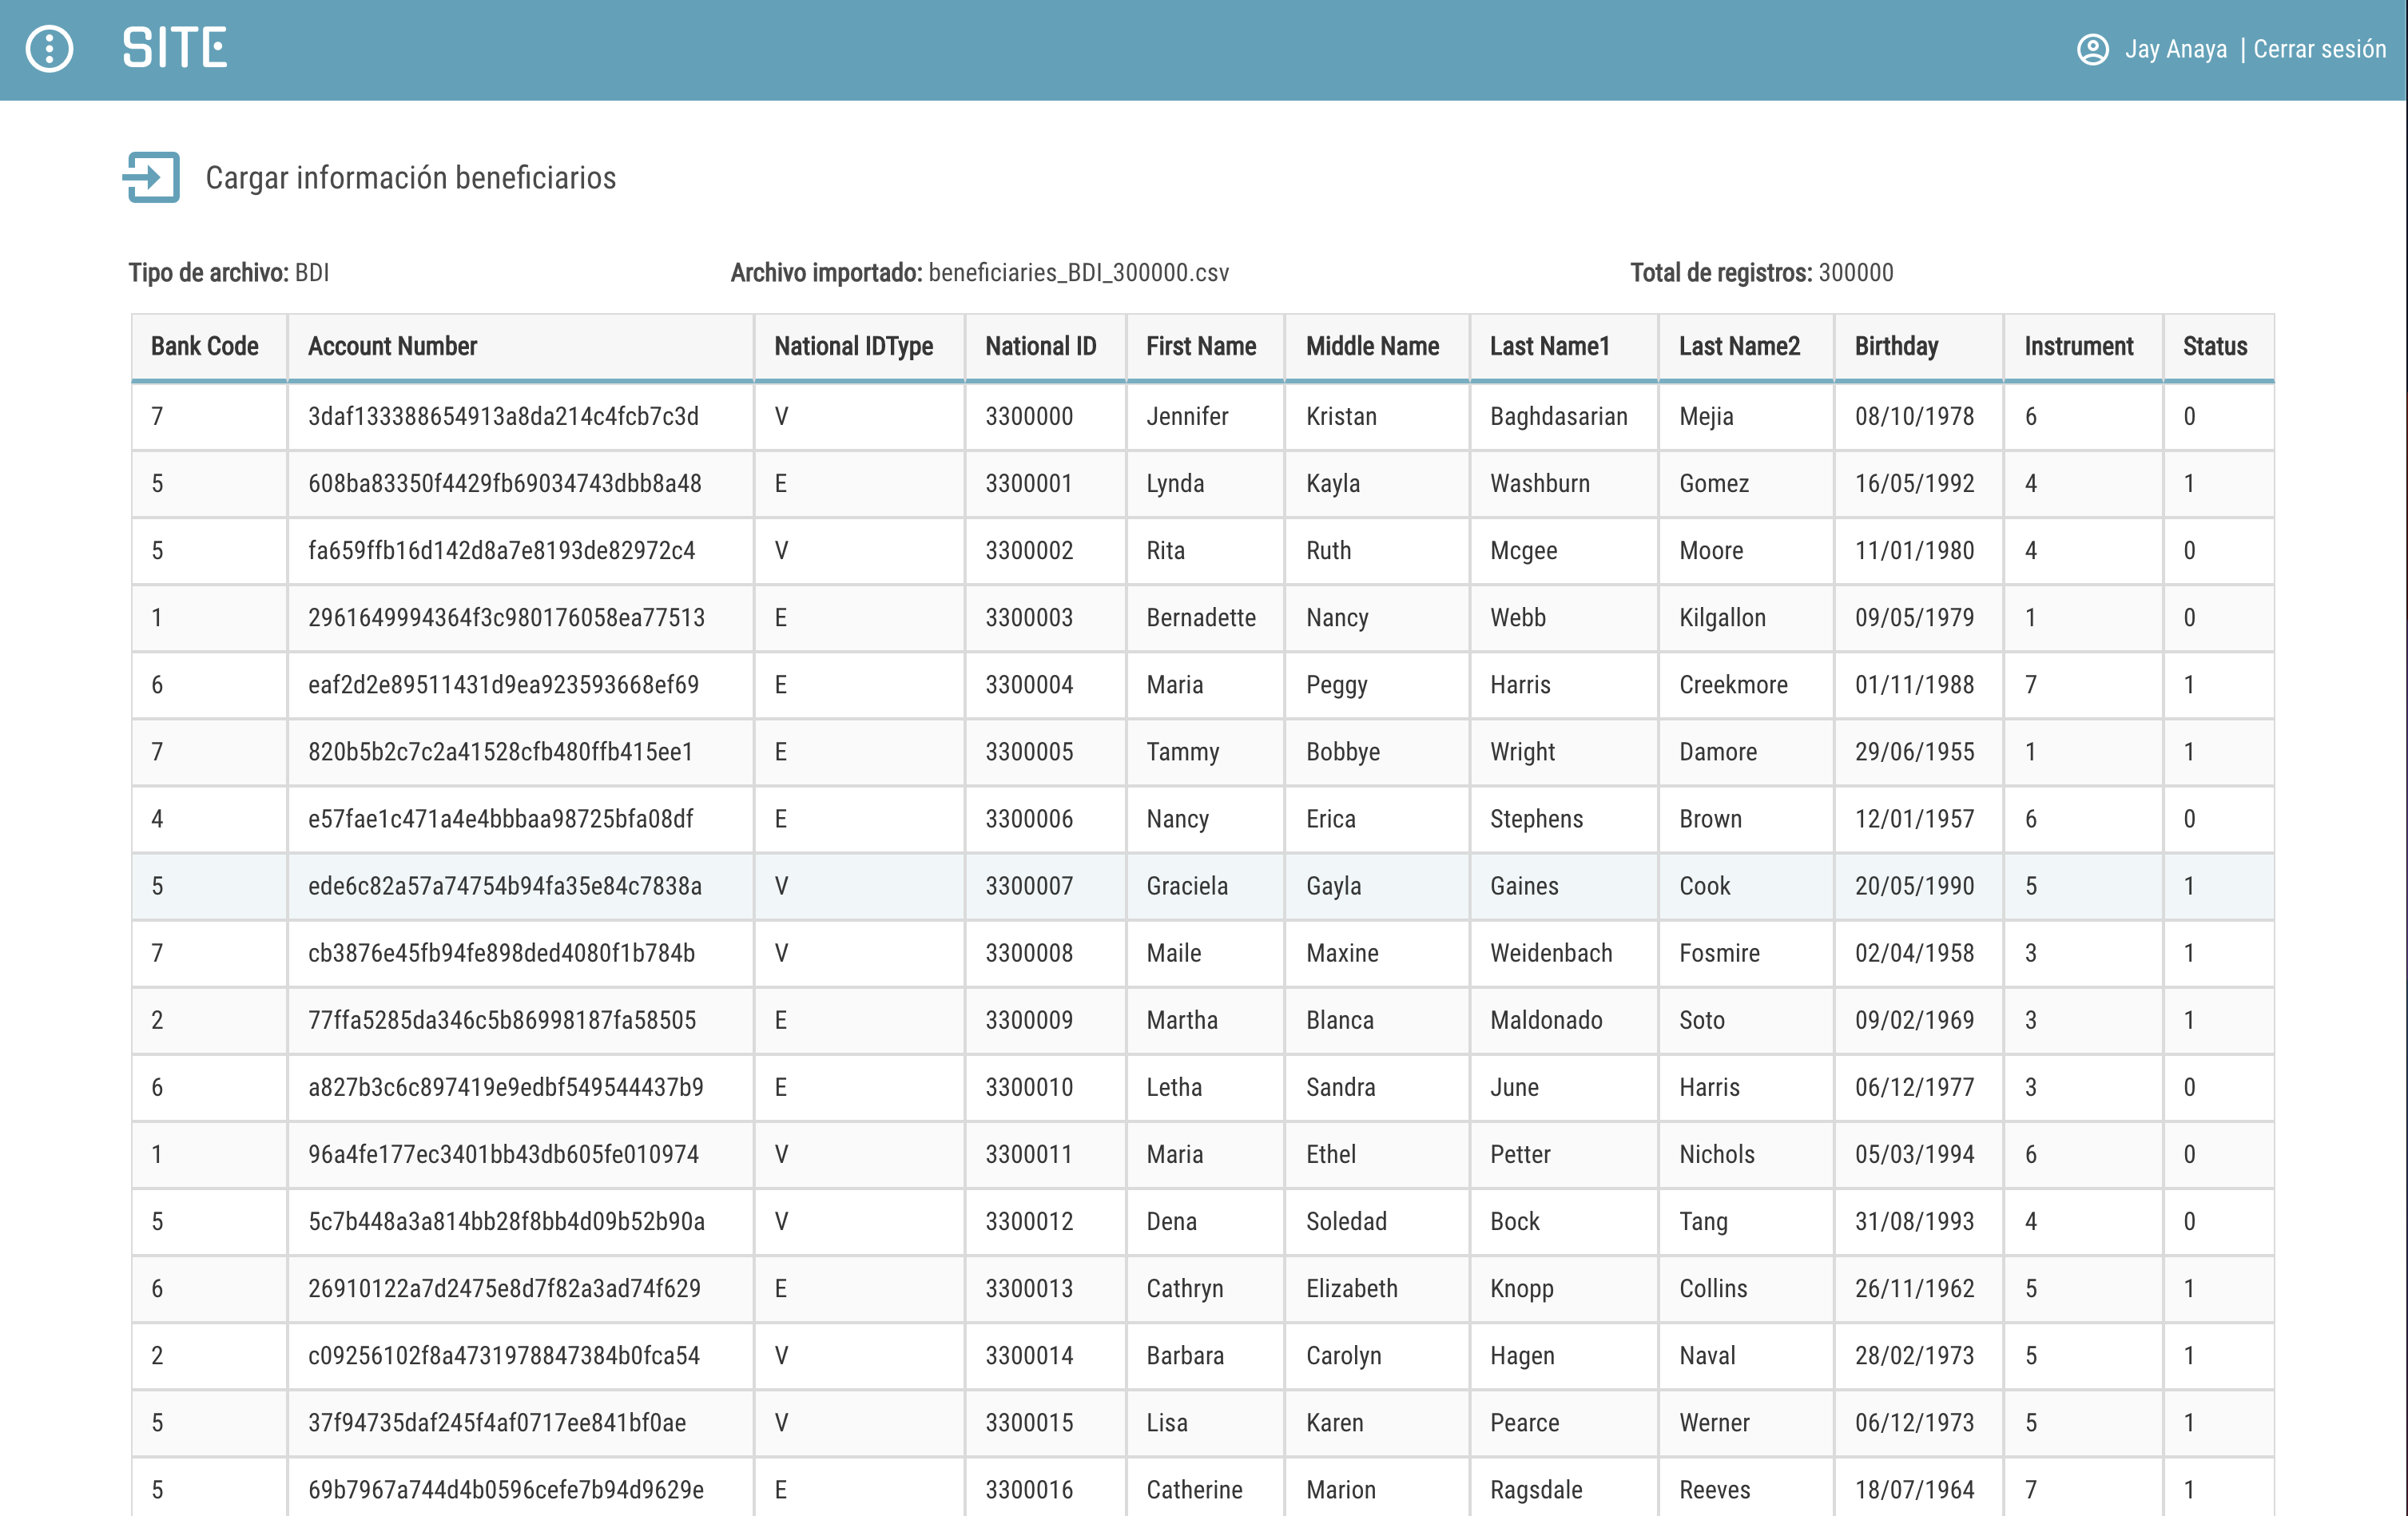 SITE Jay Anaya | Cerrar sesión
Cargar información beneficiarios
Tipo de archivo: BDI Archivo importado: beneficiaries_BDI_300000.csv Total de registros: 300000
Bank Code Account Number National IDType National ID First Name Middle Name Last Name1 Last Name2 Birthday Instrument Status
7 3daf133388654913a8da214c4fcb7c3d V 3300000 Jennifer Kristan Baghdasarian Mejia 08/10/1978 6 0
5 608ba83350f4429fb69034743dbb8a48 E 3300001 Lynda Kayla Washburn Gomez 16/05/1992 4 1
5 fa659ffb16d142d8a7e8193de82972c4 V 3300002 Rita Ruth Mcgee Moore 11/01/1980 4 0
1 2961649994364f3c980176058ea77513 E 3300003 Bernadette Nancy Webb Kilgallon 09/05/1979 1 0
6 eaf2d2e89511431d9ea923593668ef69 E 3300004 Maria Peggy Harris Creekmore 01/11/1988 7 1
7 820b5b2c7c2a41528cfb480ffb415ee1 E 3300005 Tammy Bobbye Wright Damore 29/06/1955 1 1
4 e57fae1c471a4e4bbbaa98725bfa08df E 3300006 Nancy Erica Stephens Brown 12/01/1957 6 0
5 ede6c82a57a74754b94fa35e84c7838a V 3300007 Graciela Gayla Gaines Cook 20/05/1990 5 1
7 cb3876e45fb94fe898ded4080f1b784b V 3300008 Maile Maxine Weidenbach Fosmire 02/04/1958 3 1
2 77ffa5285da346c5b86998187fa58505 E 3300009 Martha Blanca Maldonado Soto 09/02/1969 3 1
6 a827b3c6c897419e9edbf549544437b9 E 3300010 Letha Sandra June Harris 06/12/1977 3 0
1 96a4fe177ec3401bb43db605fe010974 V 3300011 Maria Ethel Petter Nichols 05/03/1994 6 0
5 5c7b448a3a814bb28f8bb4d09b52b90a V 3300012 Dena Soledad Bock Tang 31/08/1993 4 0
6 26910122a7d2475e8d7f82a3ad74f629 E 3300013 Cathryn Elizabeth Knopp Collins 26/11/1962 5 1
2 c09256102f8a4731978847384b0fca54 V 3300014 Barbara Carolyn Hagen Naval 28/02/1973 5 1
5 37f94735daf245f4af0717ee841bf0ae V 3300015 Lisa Karen Pearce Werner 06/12/1973 5 1
5 69b7967a744d4b0596cefe7b94d9629e E 3300016 Catherine Marion Ragsdale Reeves 18/07/1964 7 1